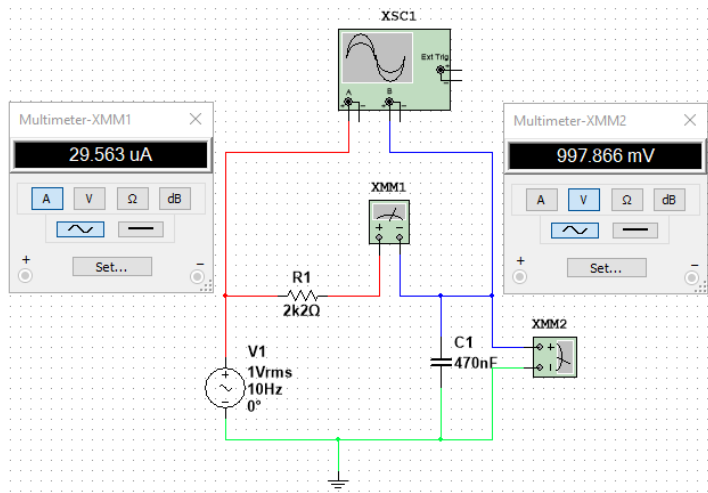 XSC1
Ext Trig
+
-
A
B
+
-
+
-
Multimeter-XMM1
29.563 uA
A V Ω dB
+
Set...
-
Multimeter-XMM2
997.866 mV
A V Ω dB
+
Set...
-
XMM1
+ -
R1
2k2Ω
XMM2
+
C1
470nF
V1
+
1Vrms
10Hz
0°